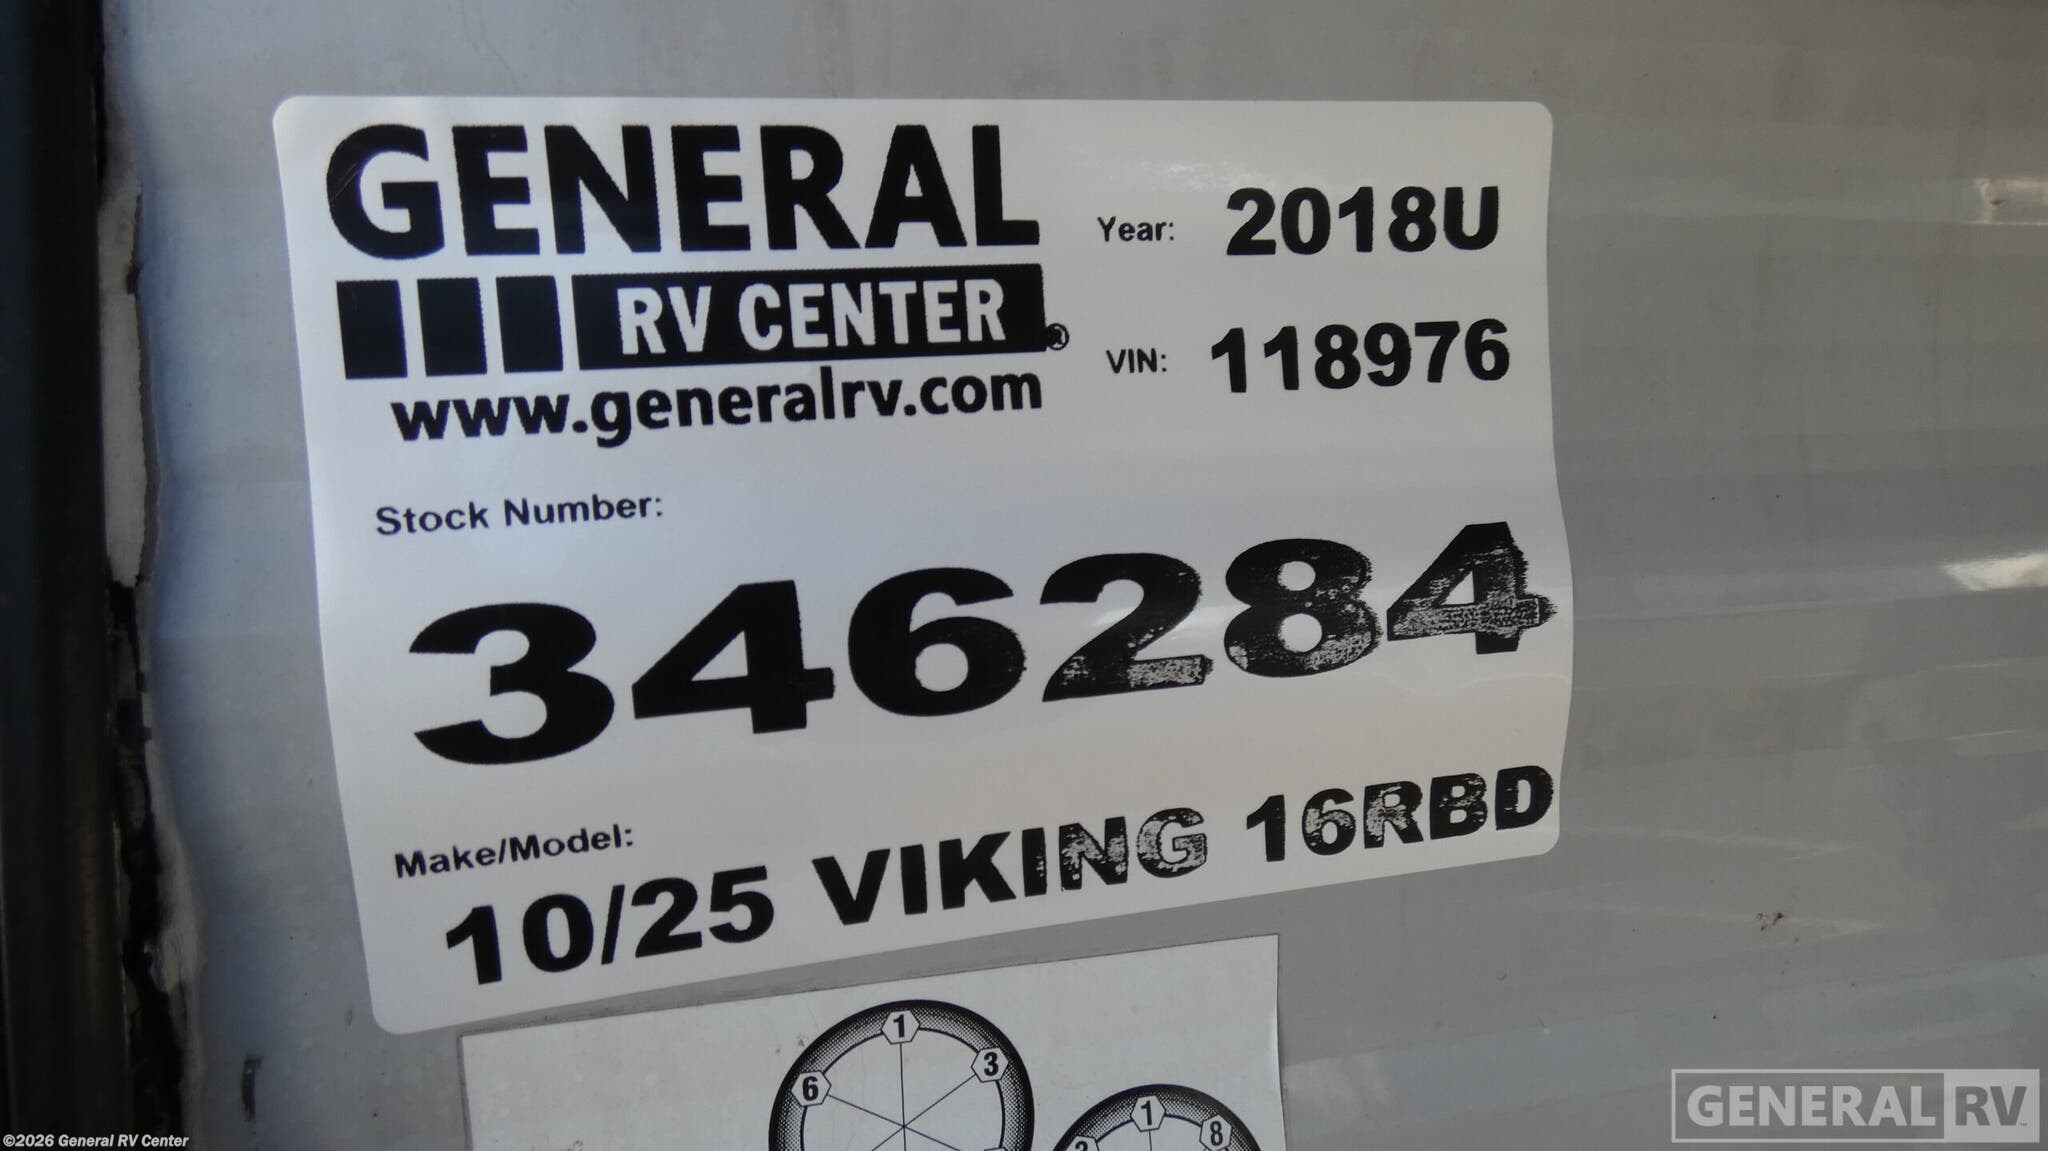 GENERAL
RV CENTER®
www.generalrv.com
Year: 2018U
VIN: 118976
Stock Number:
346284
Make/Model:
10/25 VIKING 16RBD
1
3
6
1
8
©2026 General RV Center
GENERAL RV™